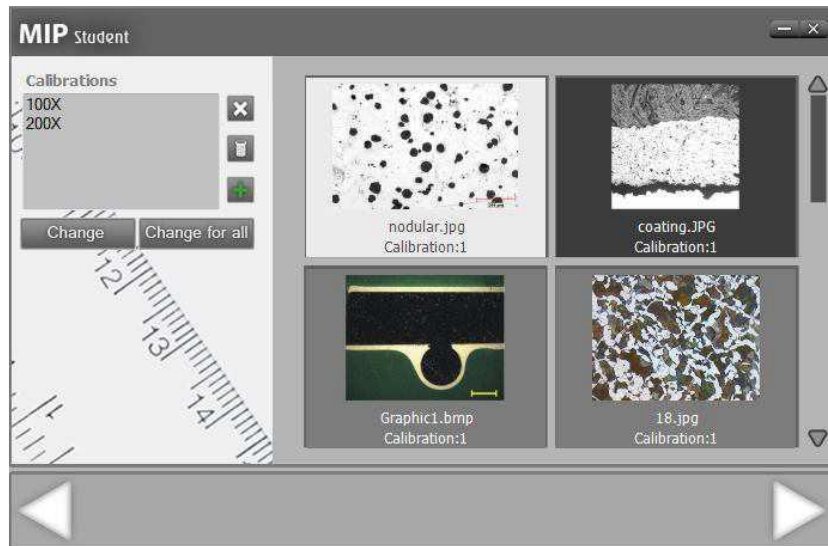 MIP Student
Calibrations
100X
200X
Change
Change for all
12
13
14
nodular.jpg
Calibration:1
coating.JPG
Calibration:1
Graphic1.bmp
Calibration:1
18.jpg
Calibration:1